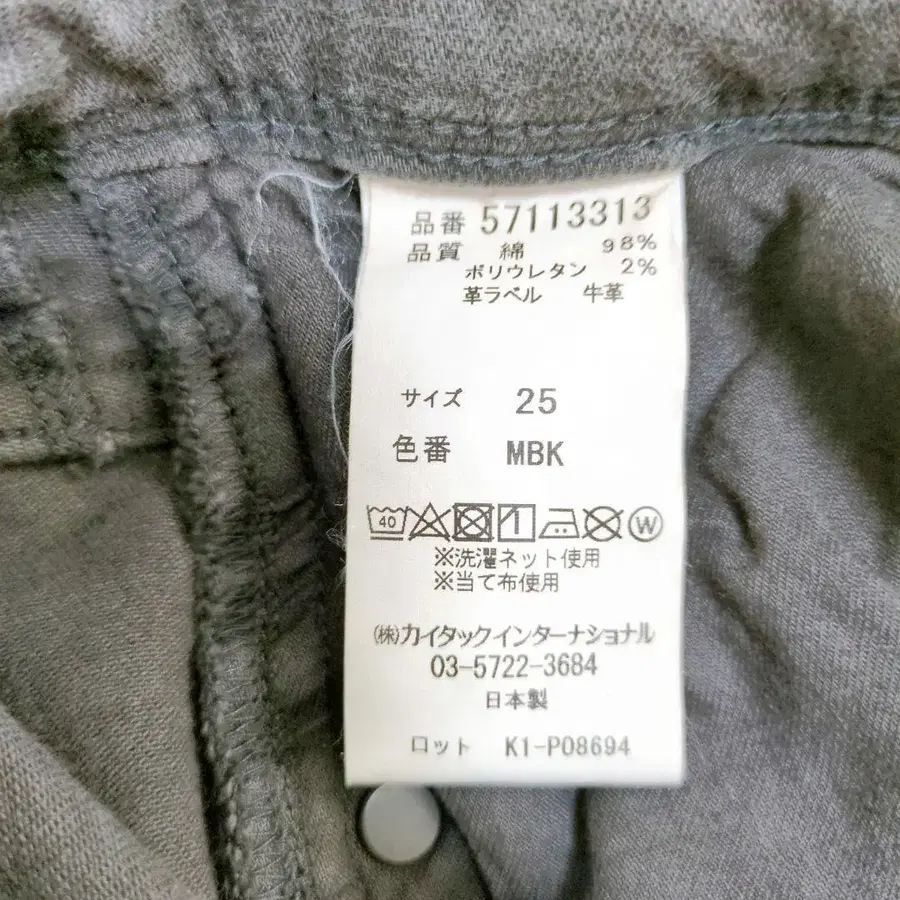 品番 57113313
品質 綿 98%
ポリウレタン 2%
革ラベル 牛革
サイズ 25
色番 MBK
40 W
※洗濯ネット使用
※当て布使用
㈱カイタックインターナショナル
03-5722-3684
日本製
ロット K1-P08694